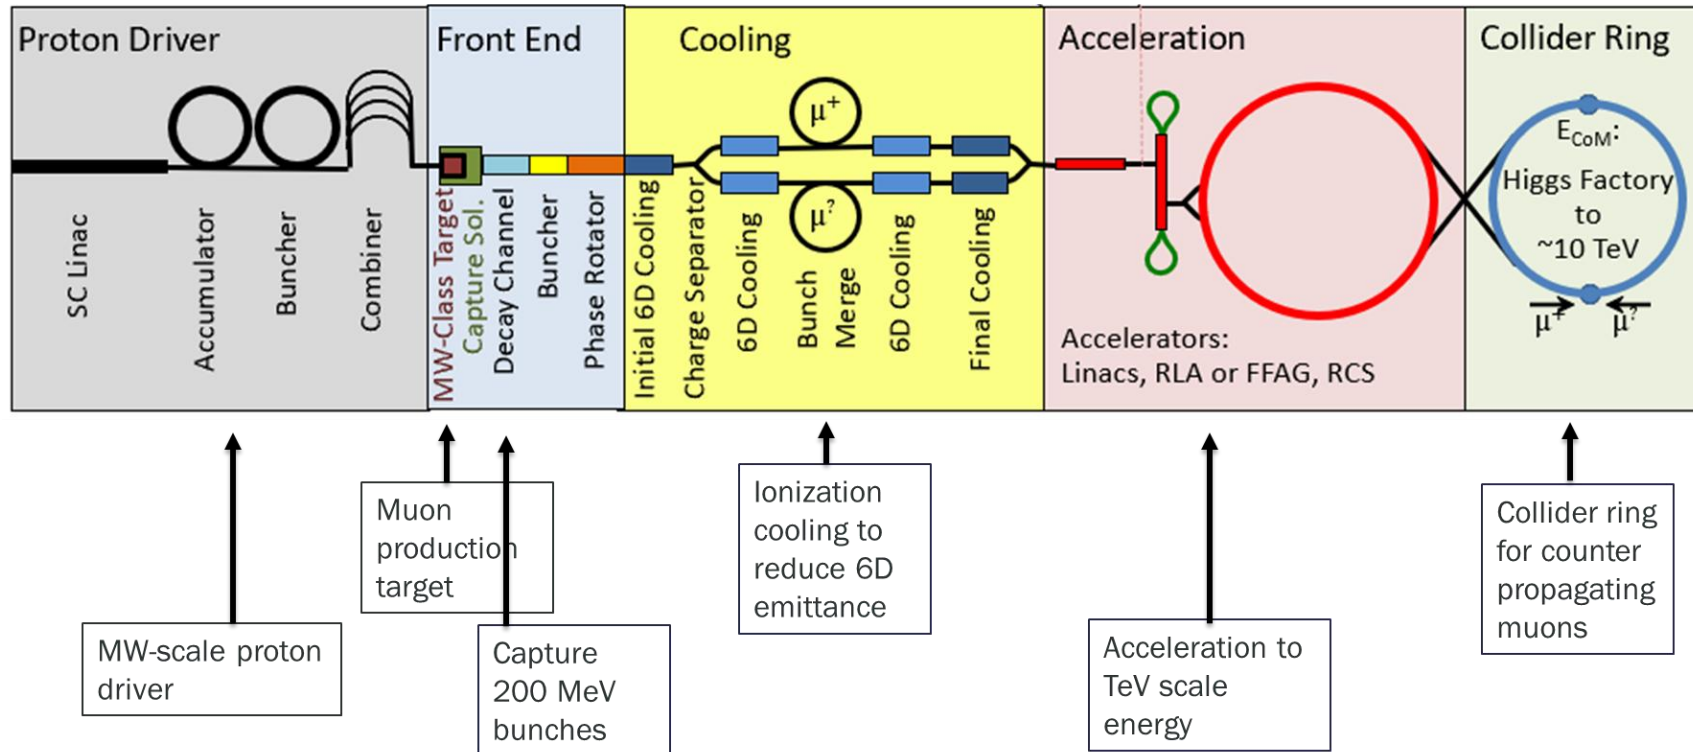 Proton Driver
Front End
Cooling
Acceleration
Collider Ring
SC Linac
Accumulator
Buncher
Combiner
MW-Class Target
Capture Sol.
Decay Channel
Buncher
Phase Rotator
Initial 6D Cooling
Charge Separator
6D Cooling
μ+
μ?
Bunch
Merge
6D Cooling
Final Cooling
Accelerators:
Linacs, RLA or FFAG, RCS
ECoM:
Higgs Factory
to
~10 TeV
μ+
μ?
MW-scale proton
driver
Muon
production
target
Capture
200 MeV
bunches
Ionization
cooling to
reduce 6D
emittance
Acceleration to
TeV scale
energy
Collider ring
for counter
propagating
muons